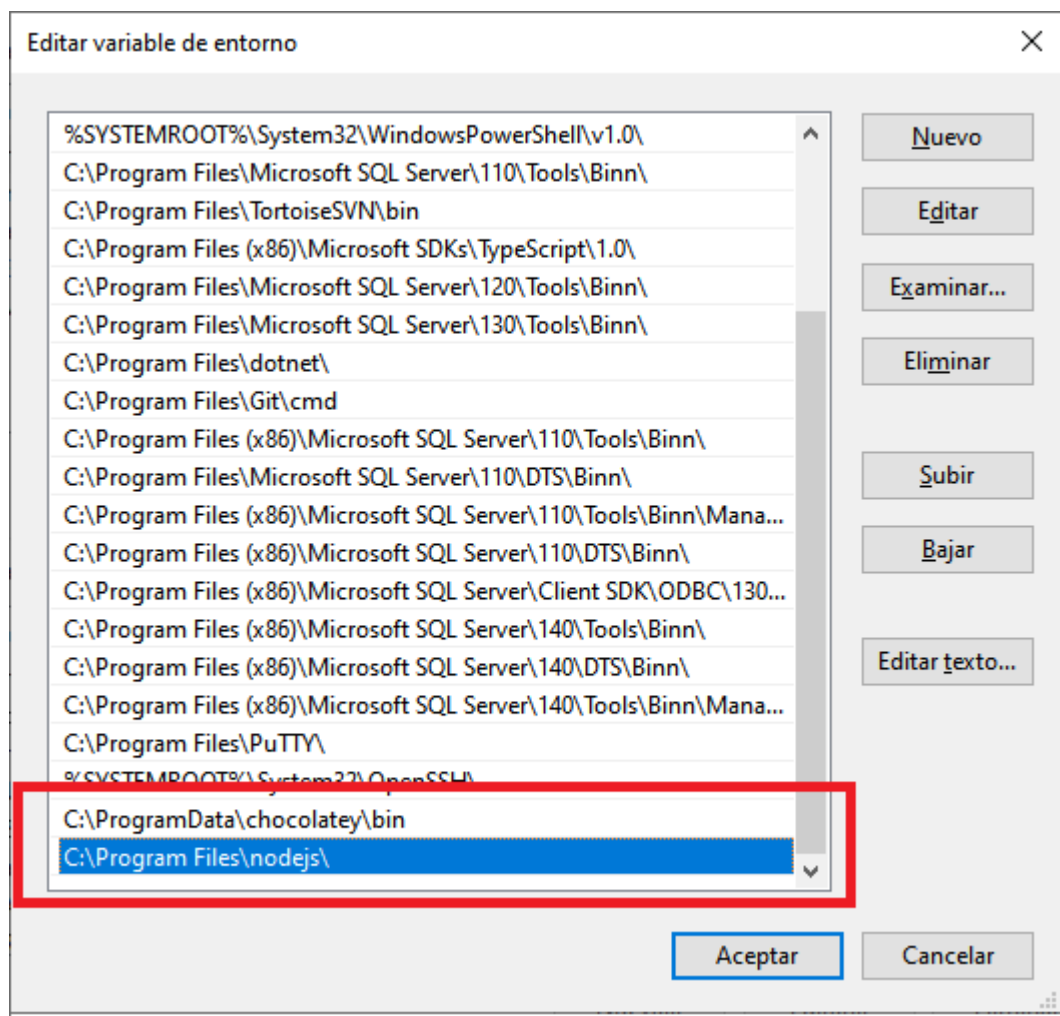 Editar variable de entorno
%SYSTEMROOT%\System32\WindowsPowerShell\v1.0\
Nuevo
C:\Program Files\Microsoft SQL Server\110\Tools\Binn\
C:\Program Files\TortoiseSVN\bin
Editar
C:\Program Files (x86)\Microsoft SDKs\TypeScript\1.0\
C:\Program Files\Microsoft SQL Server\120\Tools\Binn\
Examinar...
C:\Program Files\Microsoft SQL Server\130\Tools\Binn\
C:\Program Files\dotnet\
Eliminar
C:\Program Files\Git\cmd
C:\Program Files (x86)\Microsoft SQL Server\110\Tools\Binn\
C:\Program Files\Microsoft SQL Server\110\DTS\Binn\
Subir
C:\Program Files (x86)\Microsoft SQL Server\110\Tools\Binn\Mana...
C:\Program Files (x86)\Microsoft SQL Server\110\DTS\Binn\
Bajar
C:\Program Files (x86)\Microsoft SQL Server\Client SDK\ODBC\130...
C:\Program Files (x86)\Microsoft SQL Server\140\Tools\Binn\
C:\Program Files (x86)\Microsoft SQL Server\140\DTS\Binn\
Editar texto...
C:\Program Files (x86)\Microsoft SQL Server\140\Tools\Binn\Mana...
C:\Program Files\PuTTY\
%SYSTEMROOT%\System32\OpenSSH\
C:\ProgramData\chocolatey\bin
C:\Program Files\nodejs\
Aceptar
Cancelar